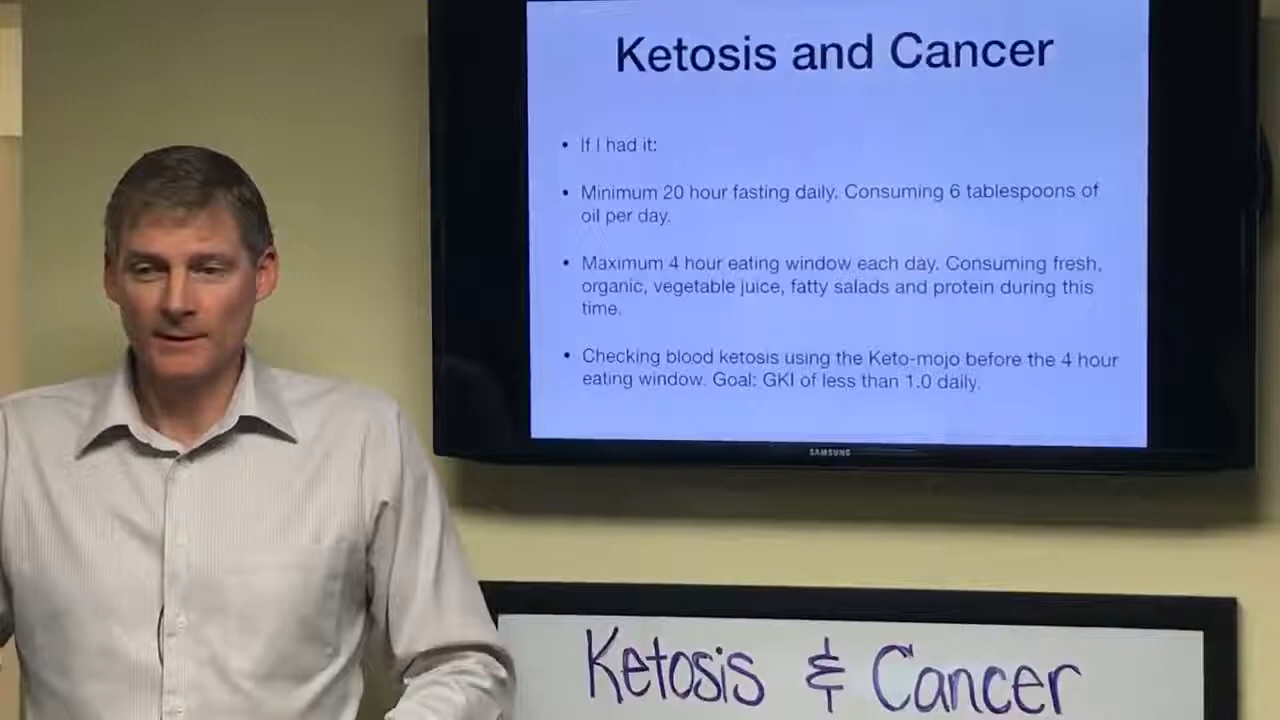 Ketosis and Cancer
• If I had it:
• Minimum 20 hour fasting daily. Consuming 6 tablespoons of
oil per day.
• Maximum 4 hour eating window each day. Consuming fresh,
organic, vegetable juice, fatty salads and protein during this
time.
• Checking blood ketosis using the Keto-mojo before the 4 hour
eating window. Goal: GKI of less than 1.0 daily.
SAMSUNG
Ketosis & Cancer